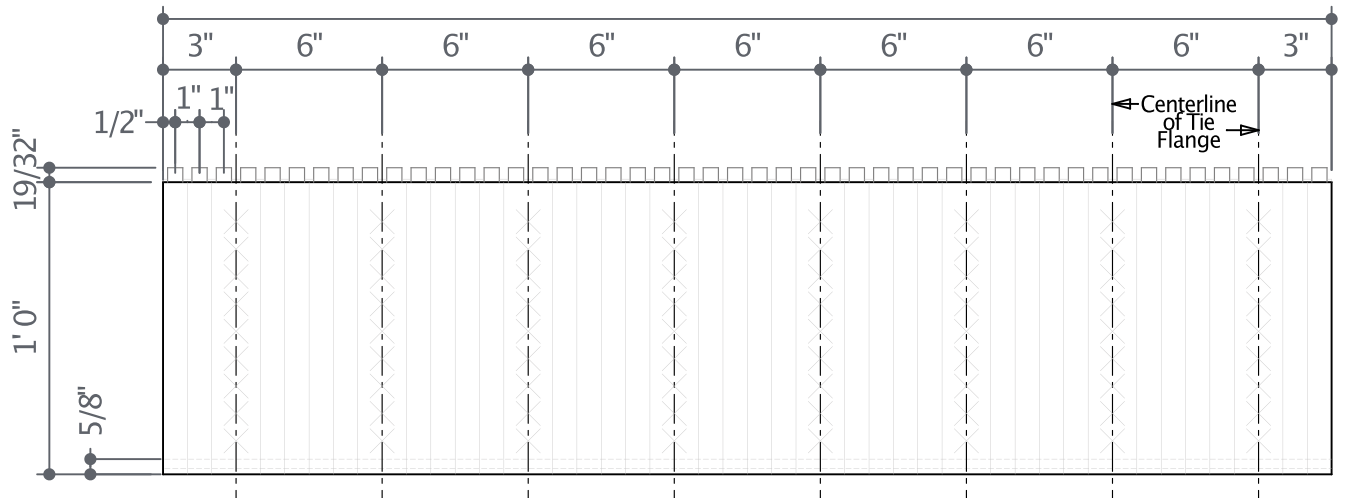 3" 6" 6" 6" 6" 6" 6" 6" 3"
1/2" 1" 1"
Centerline
of Tie
Flange
19/32"
1' 0"
5/8"